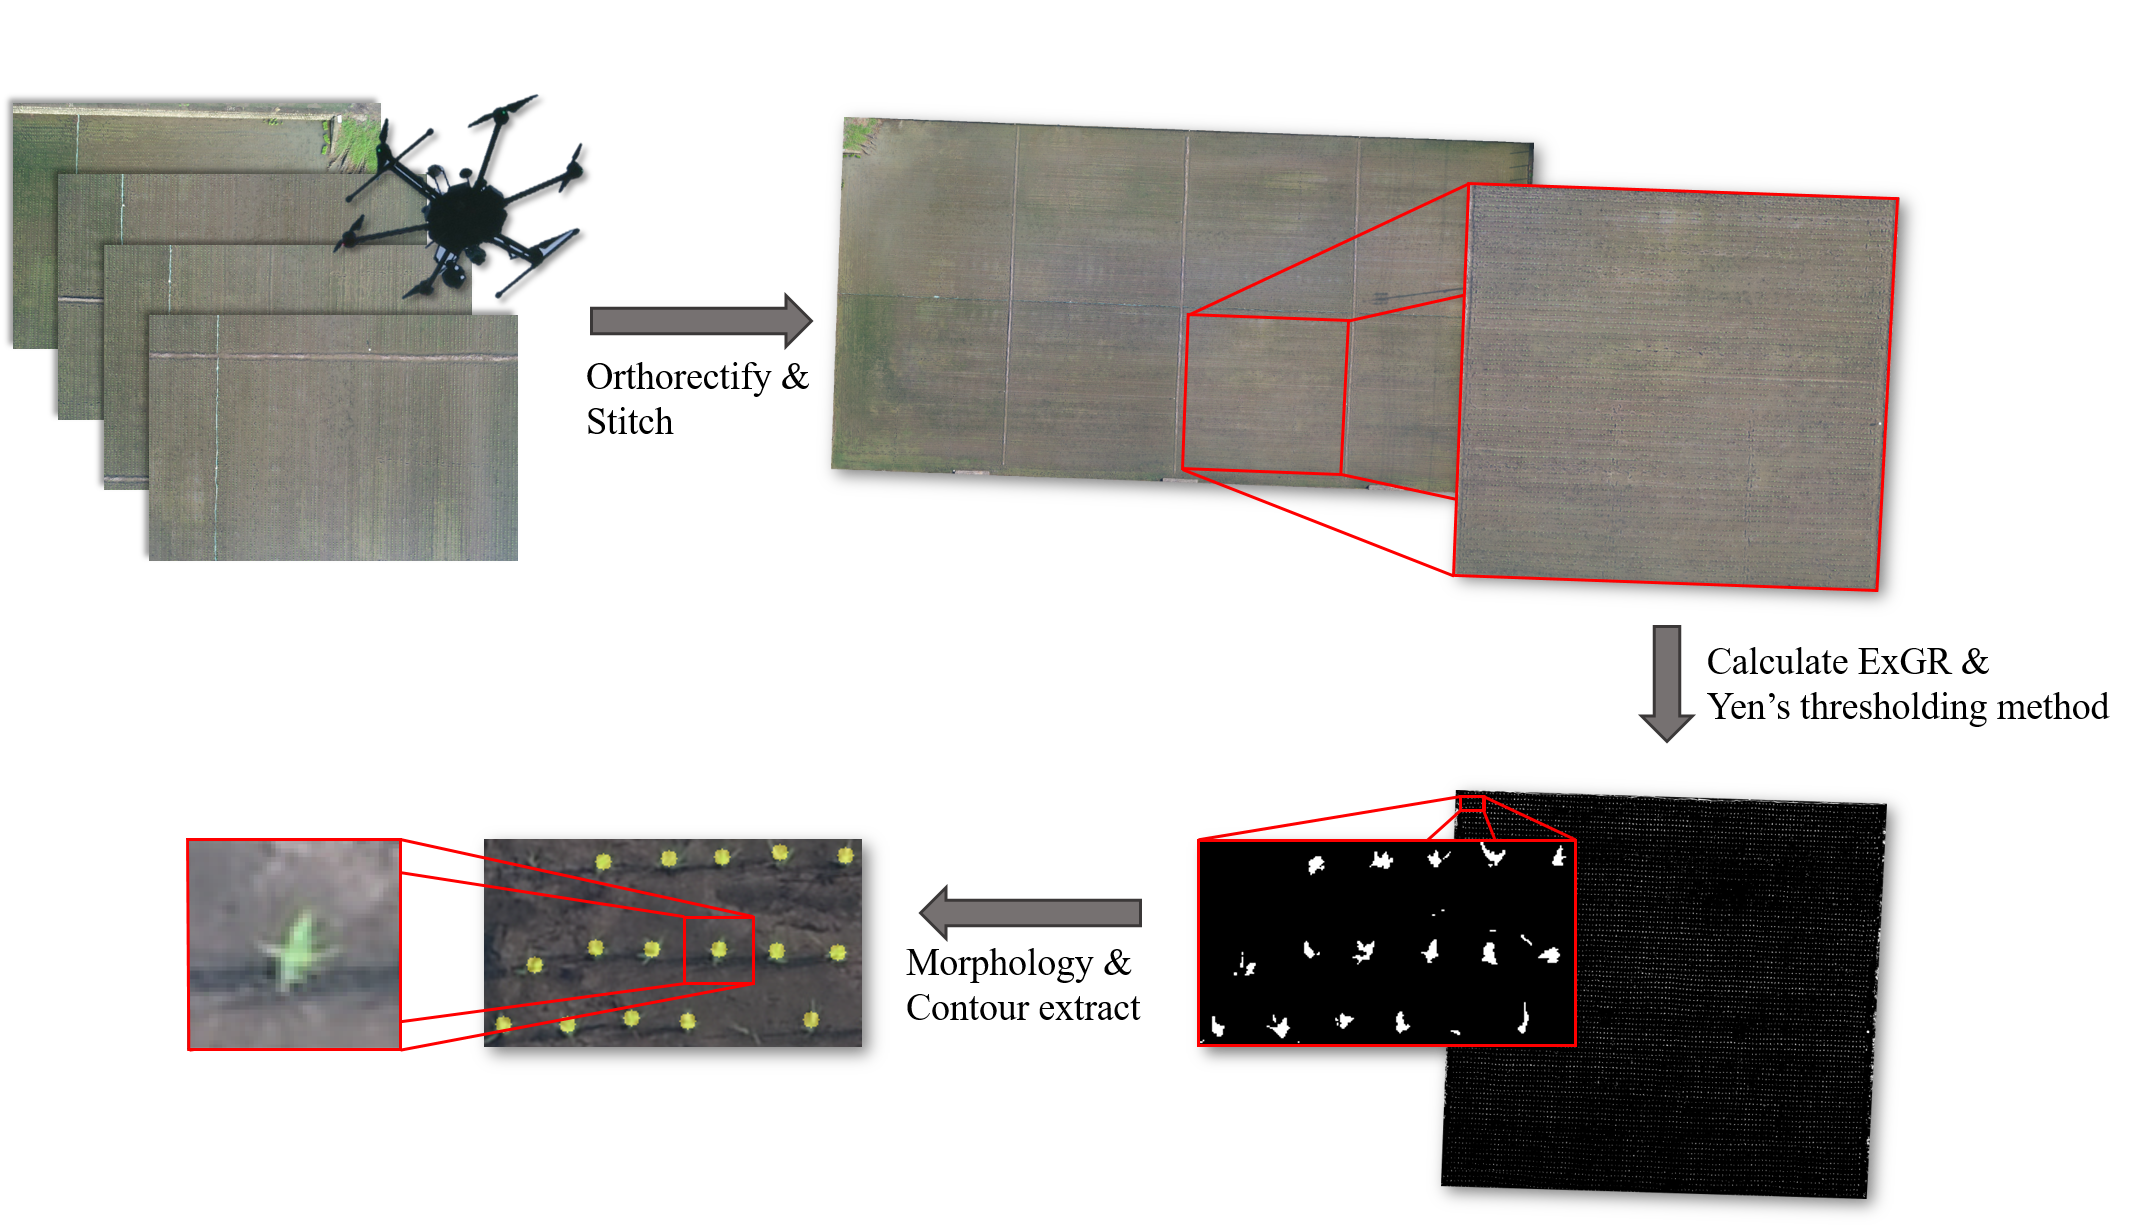 Orthorectify &
Stitch
Calculate ExGR &
Yen’s thresholding method
Morphology &
Contour extract